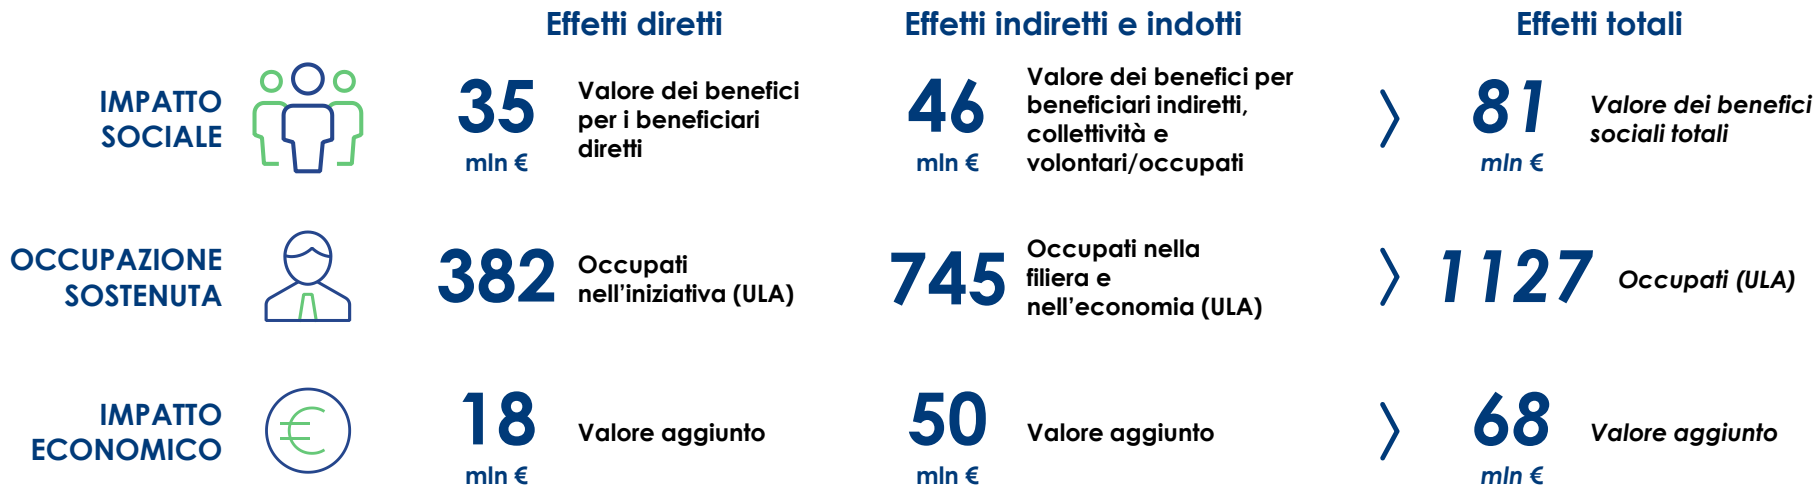 Effetti diretti
Effetti indiretti e indotti
Effetti totali
IMPATTO
SOCIALE
35
mln €
Valore dei benefici
per i beneficiari
diretti
46
mln €
Valore dei benefici per
beneficiari indiretti,
collettività e
volontari/occupati
81
mln €
Valore dei benefici
sociali totali
OCCUPAZIONE
SOSTENUTA
382
Occupati
nell'iniziativa (ULA)
745
Occupati nella
filiera e
nell'economia (ULA)
1127
Occupati (ULA)
IMPATTO
ECONOMICO
€
18
mln €
Valore aggiunto
50
mln €
Valore aggiunto
68
mln €
Valore aggiunto